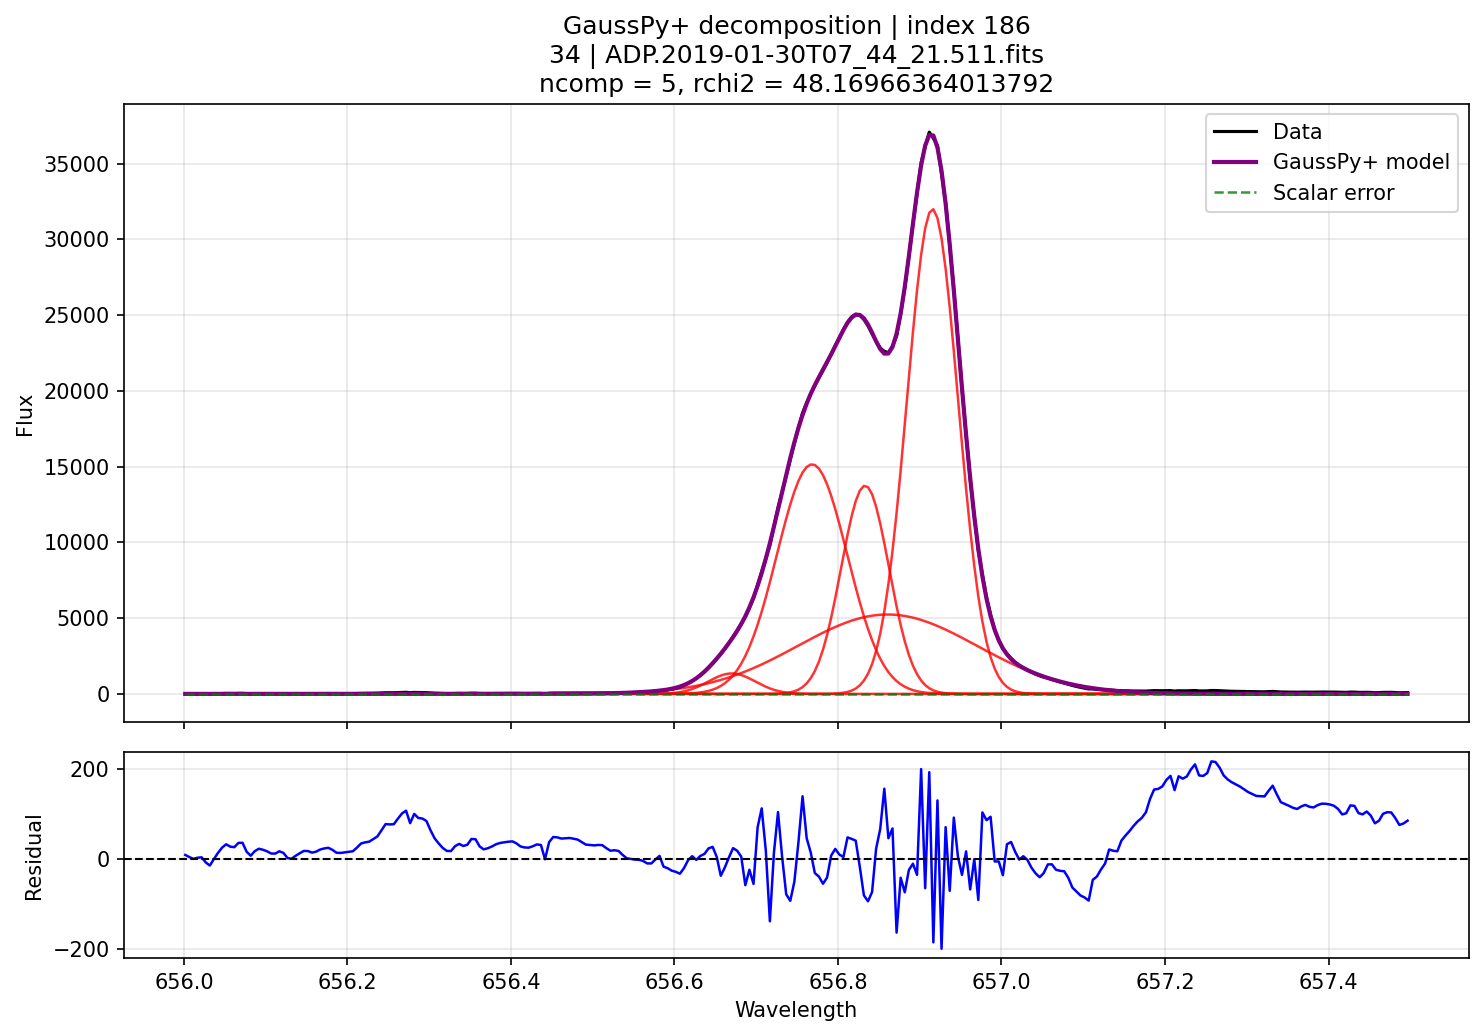 GaussPy+ decomposition | index 186
34 | ADP.2019-01-30T07_44_21.511.fits
ncomp = 5, rchi2 = 48.16966364013792
Data
GaussPy+ model
Scalar error
Flux
35000
30000
25000
20000
15000
10000
5000
0
Residual
200
0
−200
656.0 656.2 656.4 656.6 656.8 657.0 657.2 657.4
Wavelength